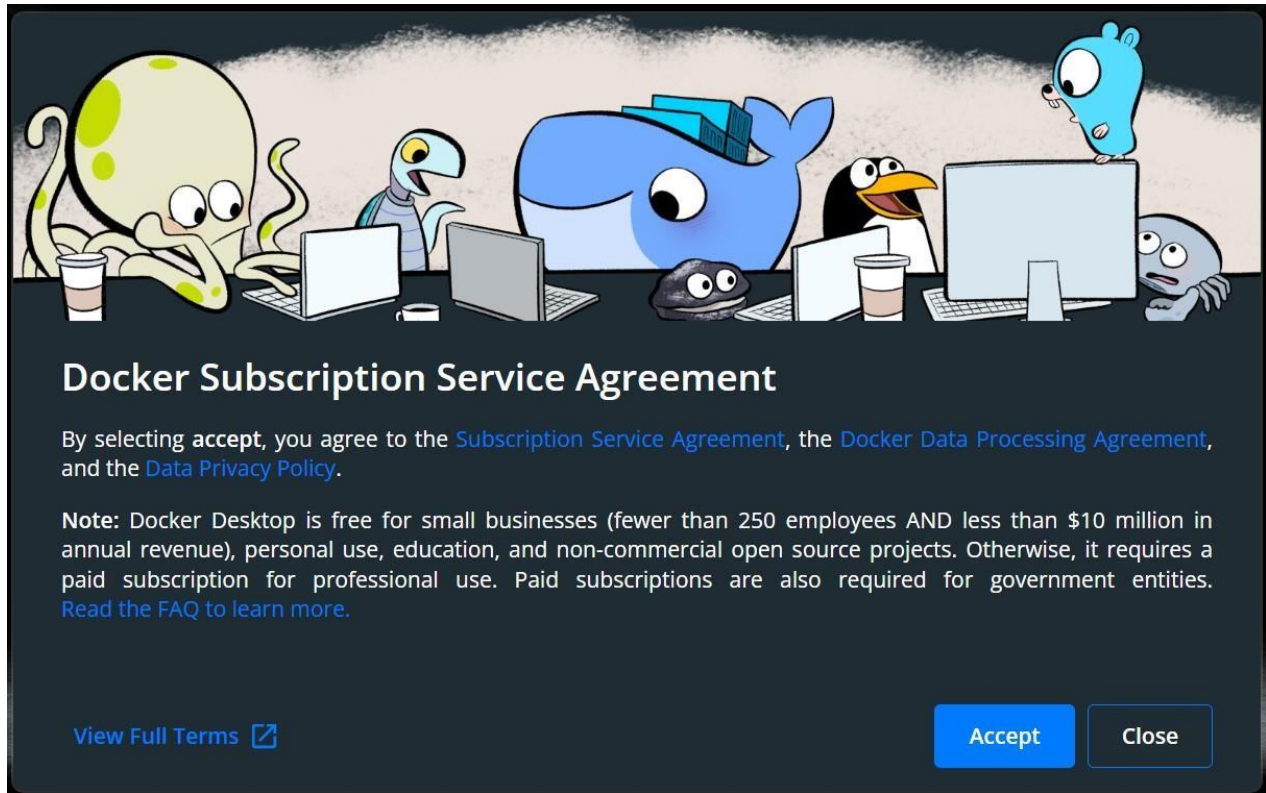 Docker Subscription Service Agreement
By selecting accept, you agree to the Subscription Service Agreement, the Docker Data Processing Agreement,
and the Data Privacy Policy.
Note: Docker Desktop is free for small businesses (fewer than 250 employees AND less than $10 million in
annual revenue), personal use, education, and non-commercial open source projects. Otherwise, it requires a
paid subscription for professional use. Paid subscriptions are also required for government entities.
Read the FAQ to learn more.
View Full Terms
Accept
Close